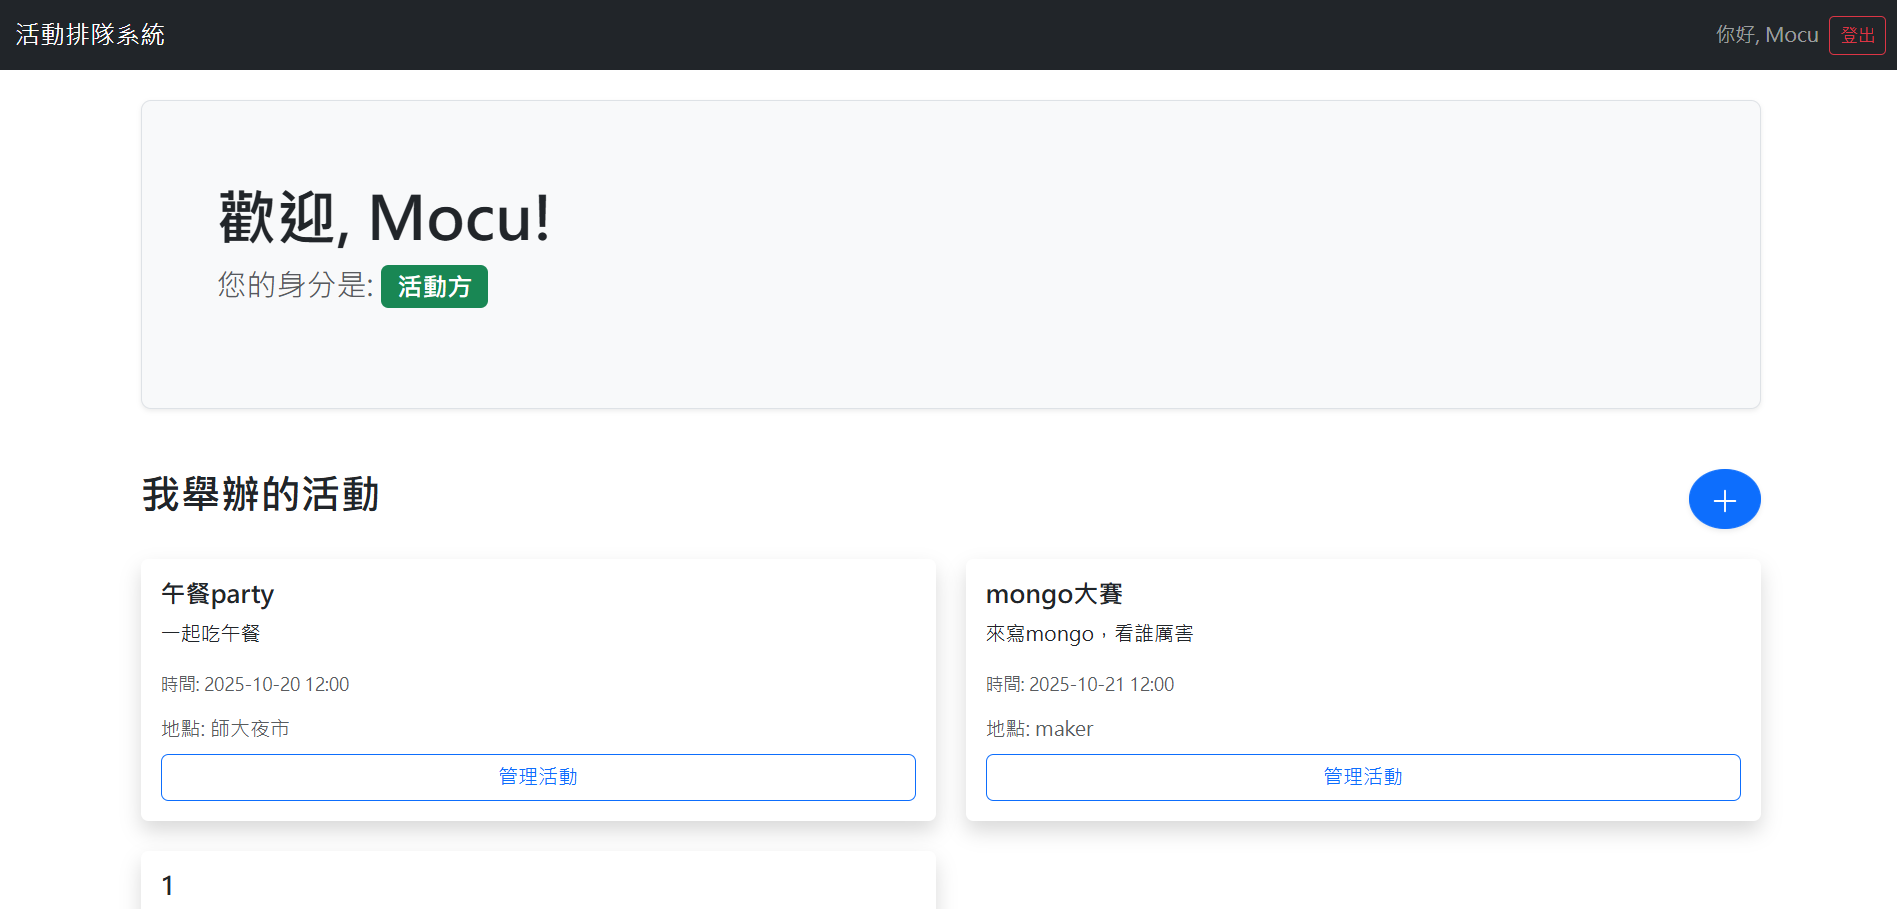 活動排隊系統
你好, Mocu
登出
歡迎, Mocu!
您的身分是: 活動方
我舉辦的活動
+
午餐party
一起吃午餐
時間: 2025-10-20 12:00
地點: 師大夜市
管理活動
mongo大賽
來寫mongo，看誰厲害
時間: 2025-10-21 12:00
地點: maker
管理活動
1